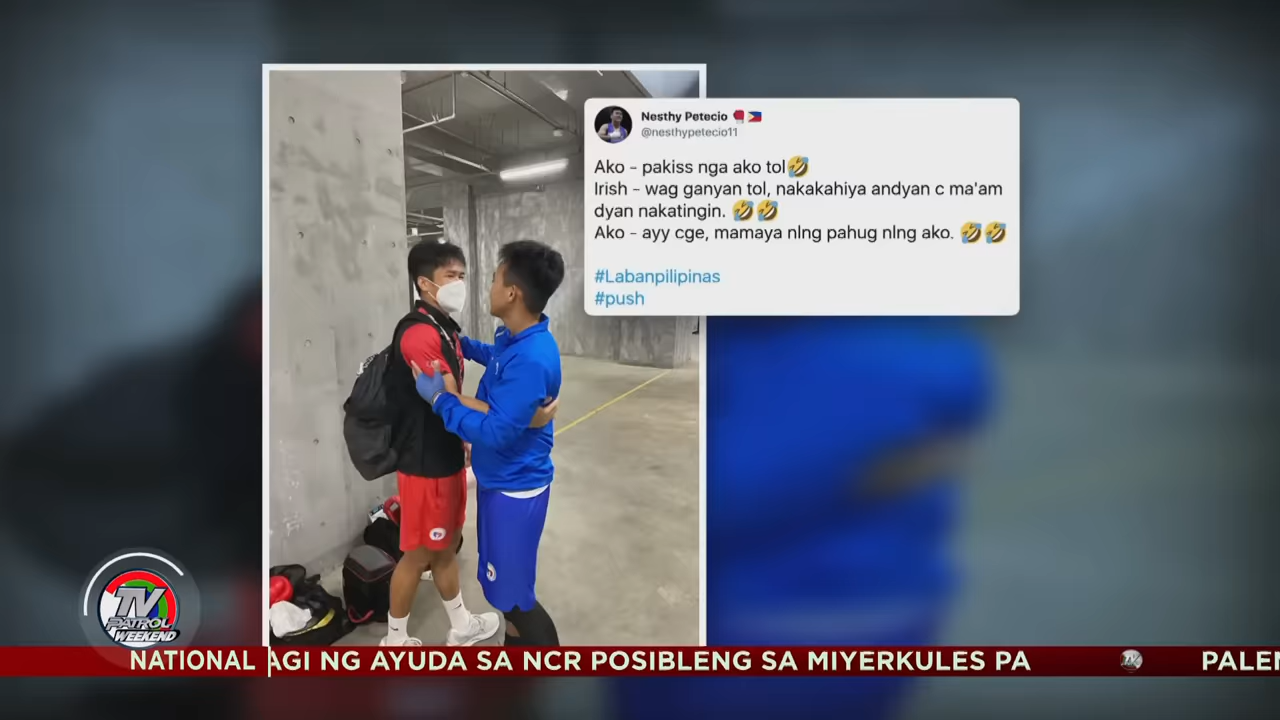 Nesthy Petecio 🥊🇵🇭
@nesthypetecio11
Ako - pakiss nga ako tol🤣
Irish - wag ganyan tol, nakakahiya andyan c ma'am
dyan nakatingin. 🤣🤣
Ako - ayy cge, mamaya nlng pahug nlng ako. 🤣🤣
#Labanpilipinas
#push
TV
PATROL
WEEKEND
NATIONAL AGI NG AYUDA SA NCR POSIBLENG SA MIYERKULES PA PALEN